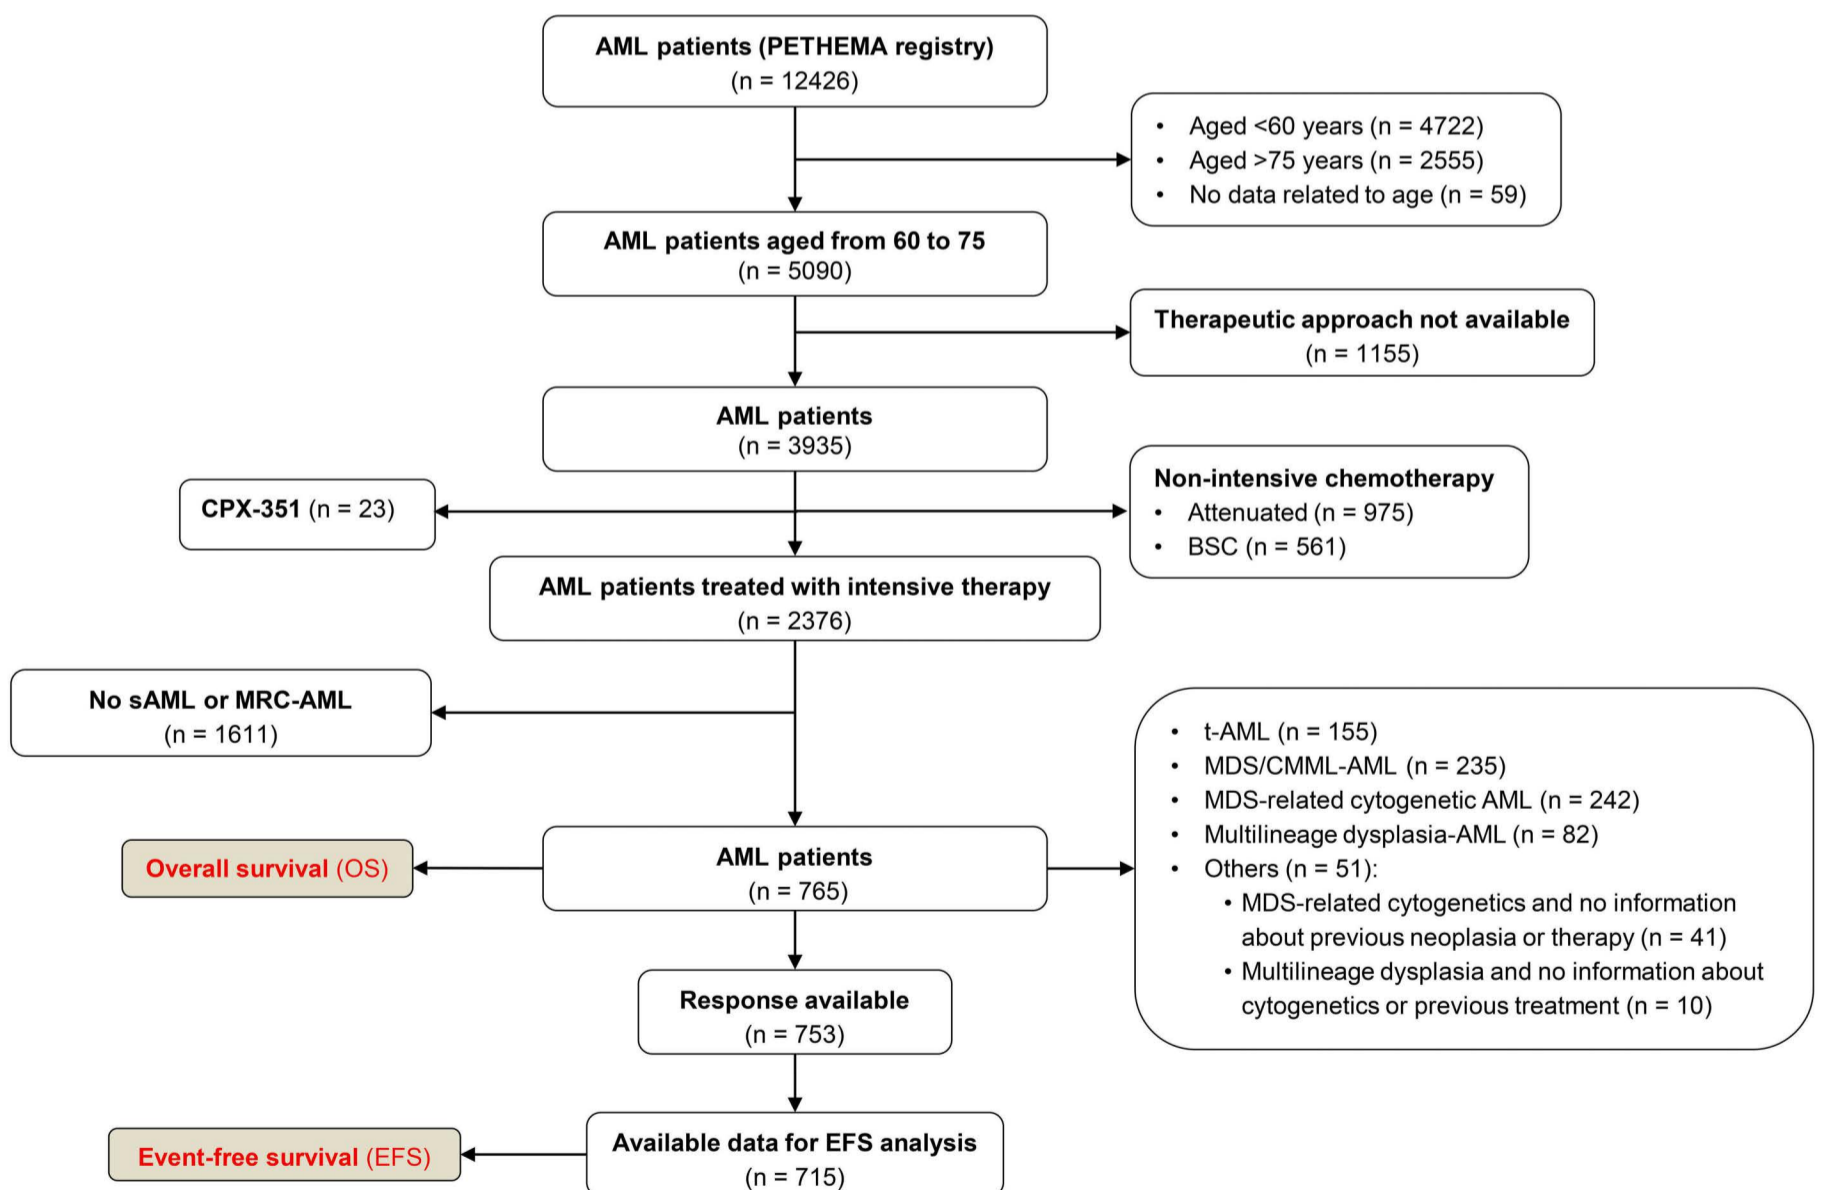 AML patients (PETHEMA registry)
(n = 12426)
• Aged <60 years (n = 4722)
• Aged >75 years (n = 2555)
• No data related to age (n = 59)
AML patients aged from 60 to 75
(n = 5090)
Therapeutic approach not available
(n = 1155)
AML patients
(n = 3935)
CPX-351 (n = 23)
Non-intensive chemotherapy
• Attenuated (n = 975)
• BSC (n = 561)
AML patients treated with intensive therapy
(n = 2376)
No sAML or MRC-AML
(n = 1611)
• t-AML (n = 155)
• MDS/CMML-AML (n = 235)
• MDS-related cytogenetic AML (n = 242)
• Multilineage dysplasia-AML (n = 82)
• Others (n = 51):
• MDS-related cytogenetics and no information
about previous neoplasia or therapy (n = 41)
• Multilineage dysplasia and no information about
cytogenetics or previous treatment (n = 10)
Overall survival (OS)
AML patients
(n = 765)
Response available
(n = 753)
Event-free survival (EFS)
Available data for EFS analysis
(n = 715)